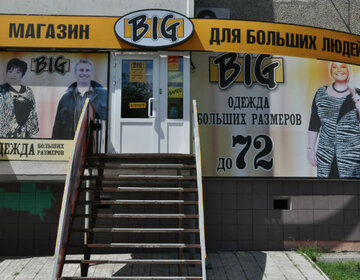 МАГАЗИН
BIG
ДЛЯ БОЛЬШИХ ЛЮДЕЙ
BIG
ОДЕЖДА
БОЛЬШИХ
РАЗМЕРОВ
BIG
ОДЕЖДА
БОЛЬШИХ РАЗМЕРОВ
ДО 72